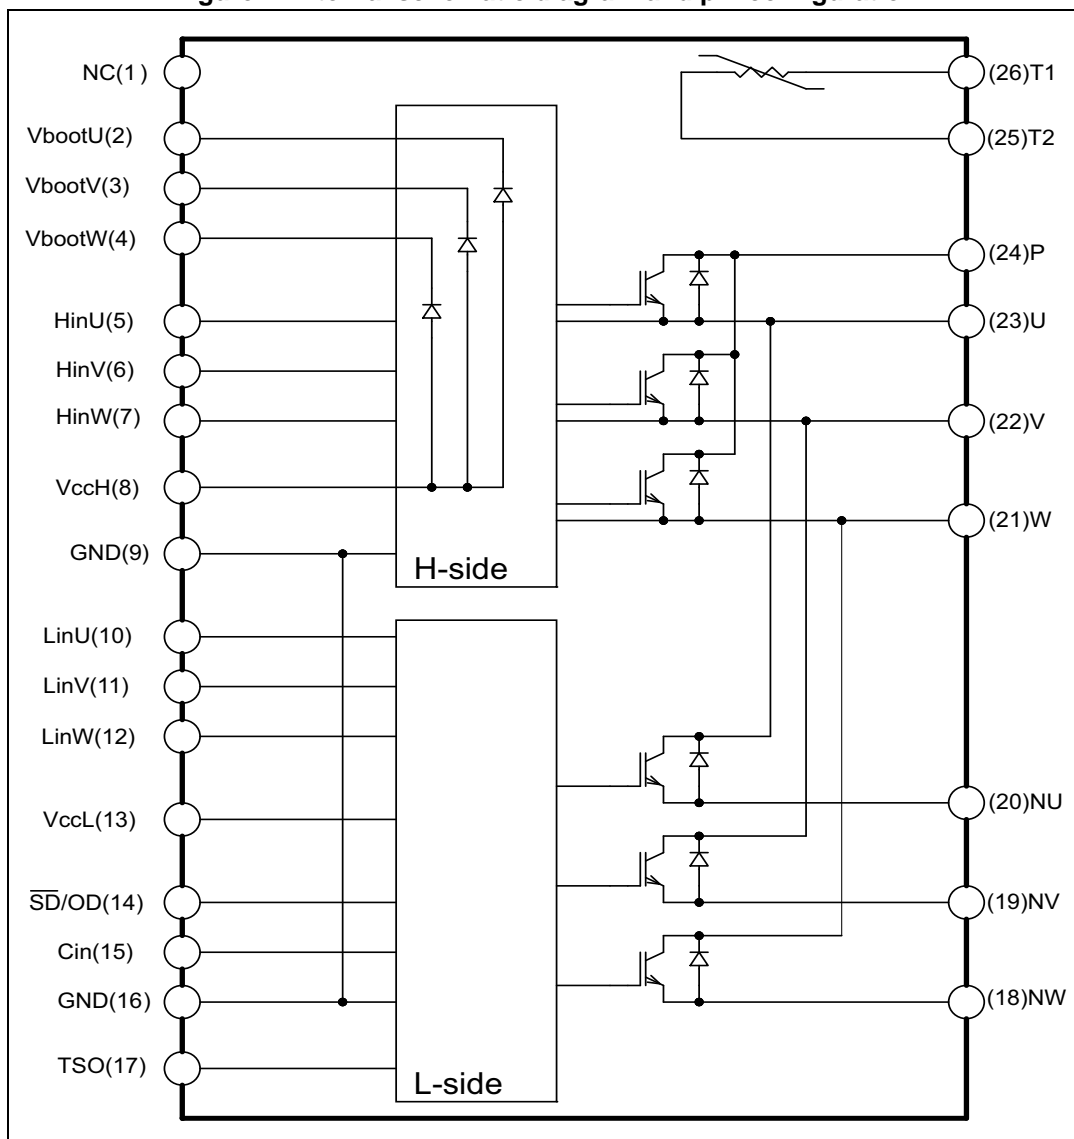 NC(1)
VbootU(2)
VbootV(3)
VbootW(4)
HinU(5)
HinV(6)
HinW(7)
VccH(8)
GND(9)
LinU(10)
LinV(11)
LinW(12)
VccL(13)
S̅D̅/OD(14)
Cin(15)
GND(16)
TSO(17)
H-side
L-side
(26)T1
(25)T2
(24)P
(23)U
(22)V
(21)W
(20)NU
(19)NV
(18)NW